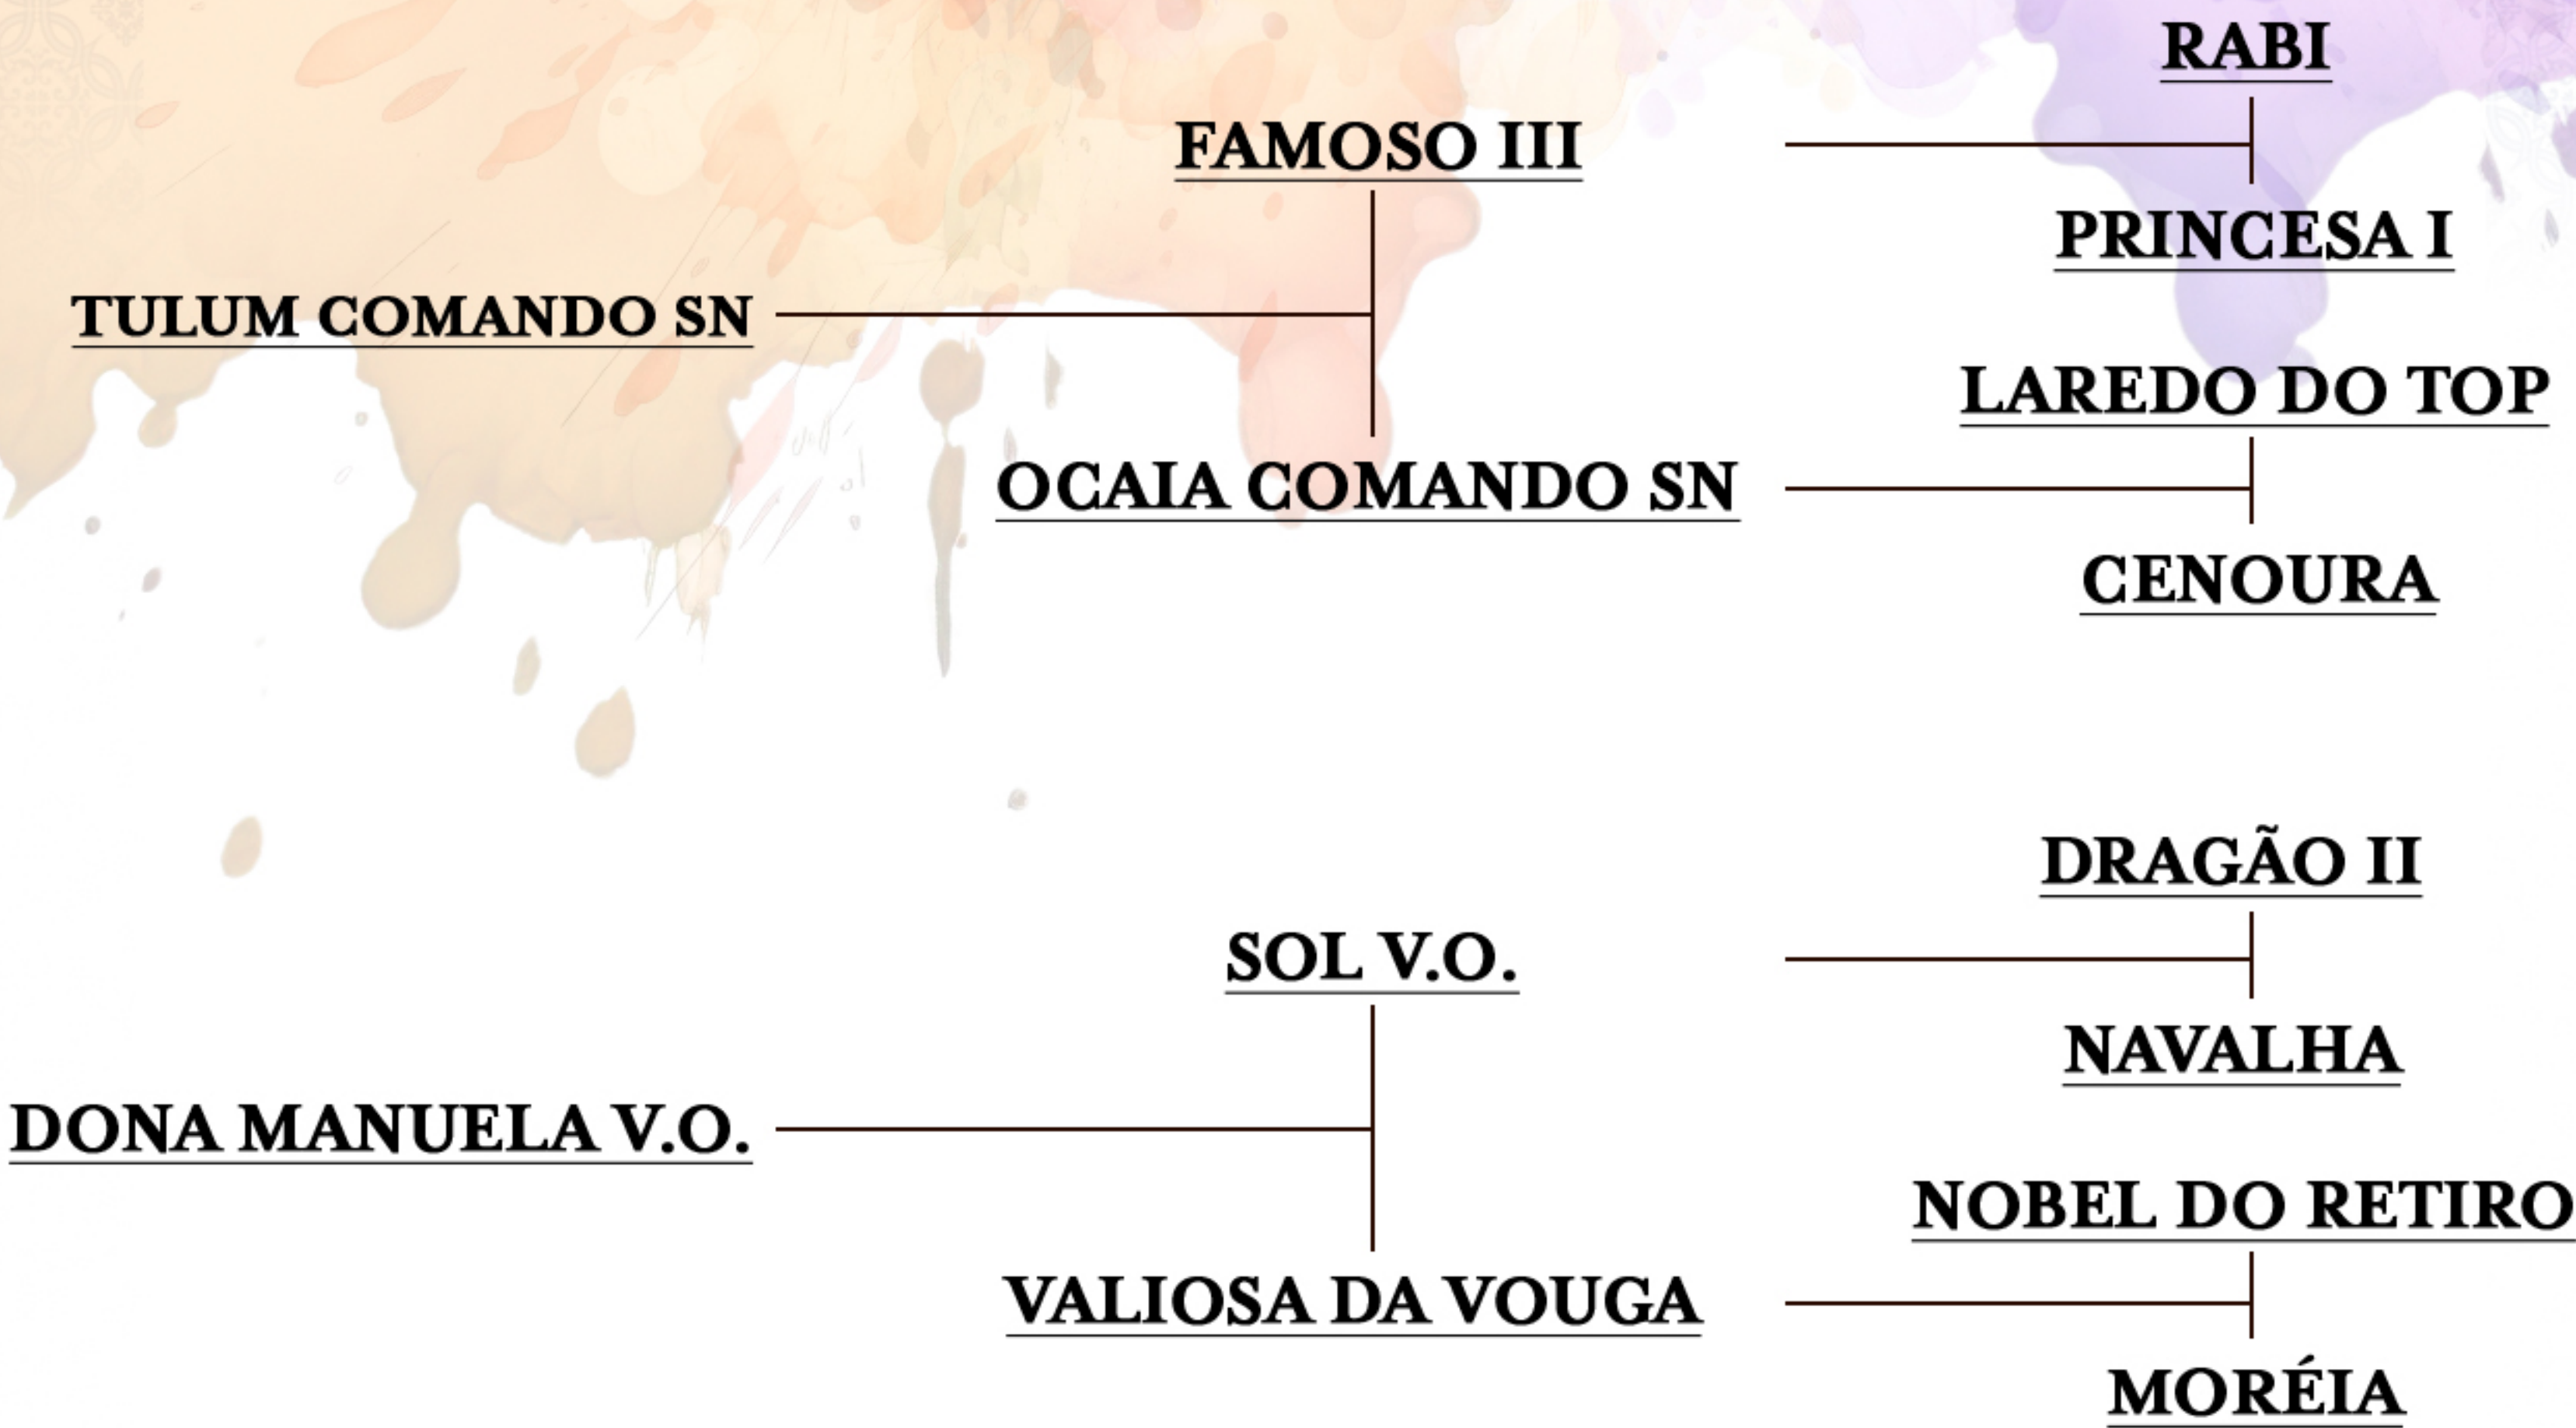 RABI
FAMOSO III
PRINCESA I
TULUM COMANDO SN
LAREDO DO TOP
OCAIA COMANDO SN
CENOURA
DRAGÃO II
SOL V.O.
NAVALHA
DONA MANUELA V.O.
NOBEL DO RETIRO
VALIOSA DA VOUGA
MORÉIA